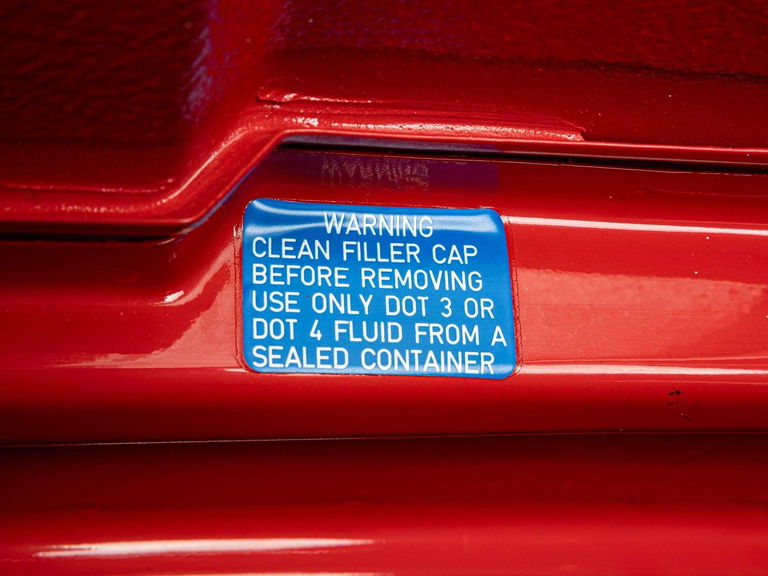 WARNING
CLEAN FILLER CAP
BEFORE REMOVING
USE ONLY DOT 3 OR
DOT 4 FLUID FROM A
SEALED CONTAINER